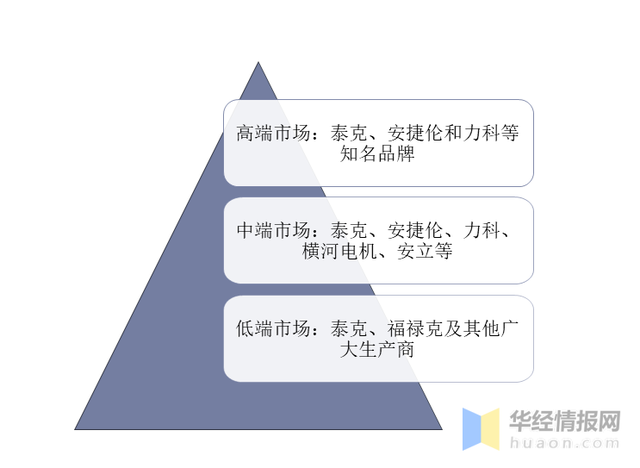 高端市场：泰克、安捷伦和力科等
知名品牌
中端市场：泰克、安捷伦、力科、
横河电机、安立等
低端市场：泰克、福禄克及其他广
大生产商
华经情报网
huaon.com